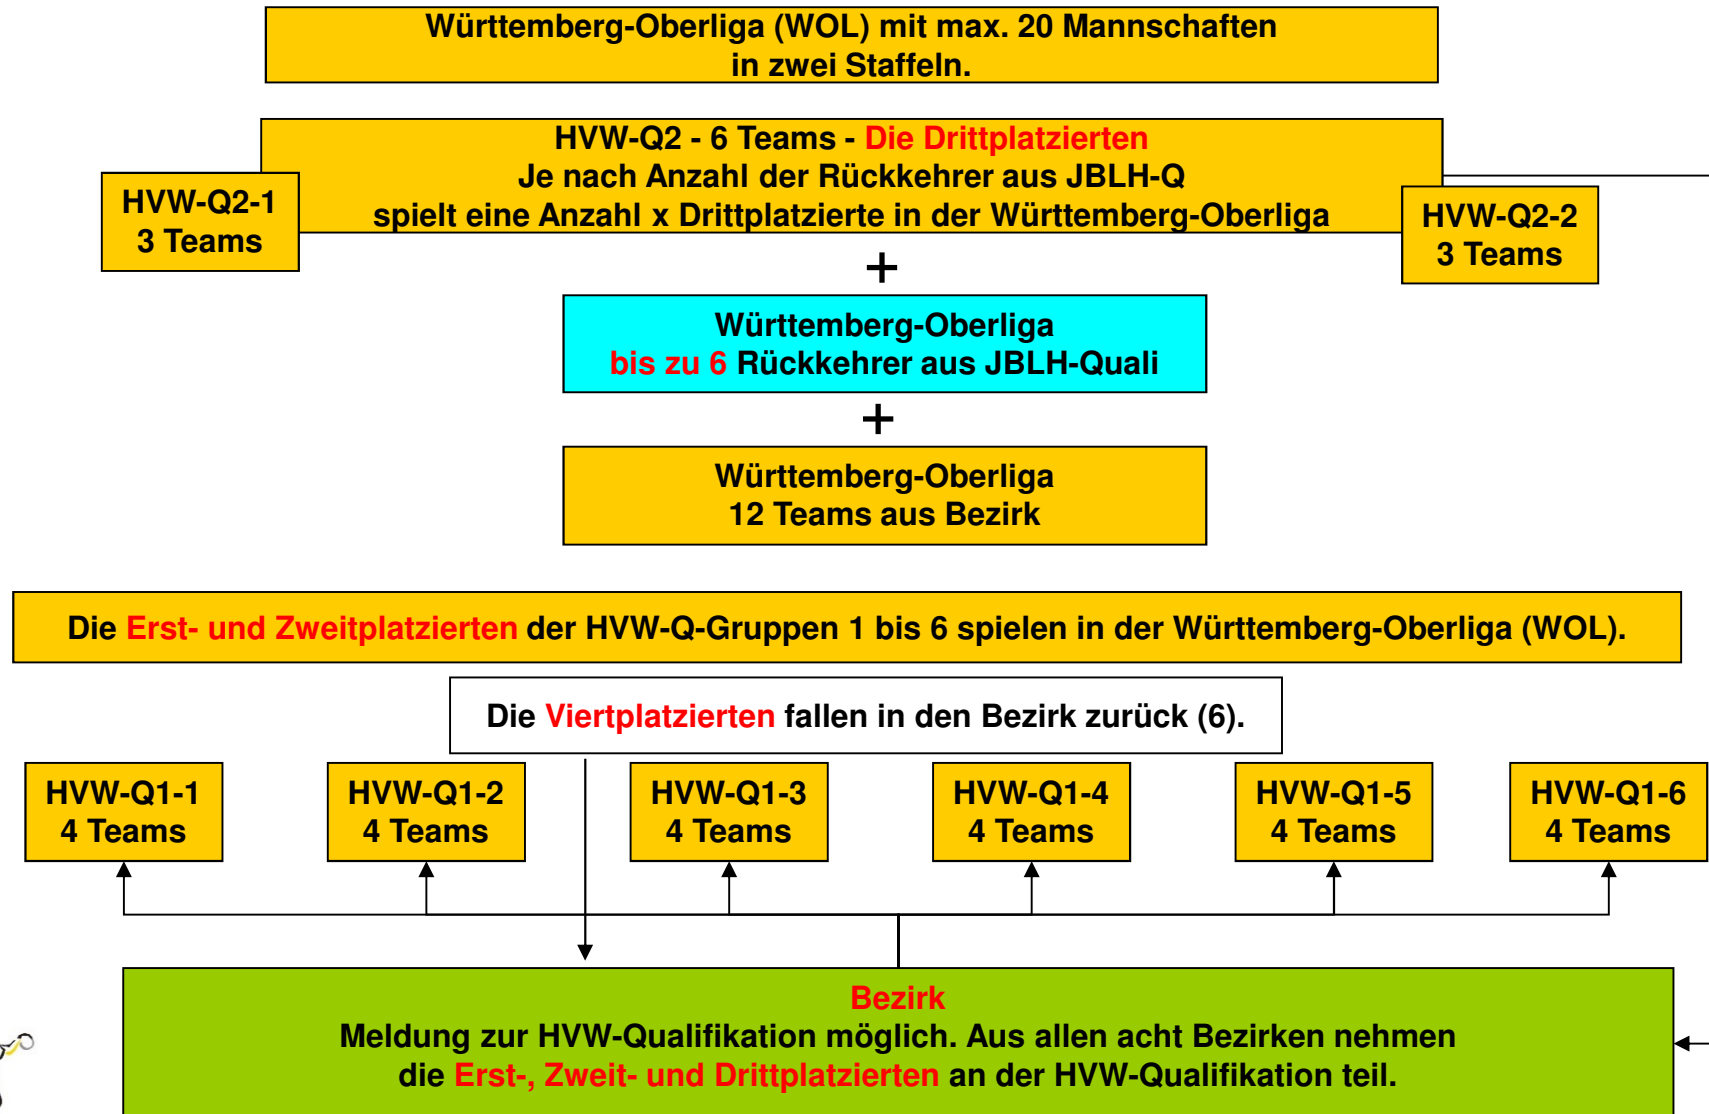 Württemberg-Oberliga (WOL) mit max. 20 Mannschaften
in zwei Staffeln.
HVW-Q2 - 6 Teams - Die Drittplatzierten
Je nach Anzahl der Rückkehrer aus JBLH-Q
spielt eine Anzahl x Drittplatzierte in der Württemberg-Oberliga
HVW-Q2-1
3 Teams
HVW-Q2-2
3 Teams
+
Württemberg-Oberliga
bis zu 6 Rückkehrer aus JBLH-Quali
+
Württemberg-Oberliga
12 Teams aus Bezirk
Die Erst- und Zweitplatzierten der HVW-Q-Gruppen 1 bis 6 spielen in der Württemberg-Oberliga (WOL).
Die Viertplatzierten fallen in den Bezirk zurück (6).
HVW-Q1-1
4 Teams
HVW-Q1-2
4 Teams
HVW-Q1-3
4 Teams
HVW-Q1-4
4 Teams
HVW-Q1-5
4 Teams
HVW-Q1-6
4 Teams
Bezirk
Meldung zur HVW-Qualifikation möglich. Aus allen acht Bezirken nehmen
die Erst-, Zweit- und Drittplatzierten an der HVW-Qualifikation teil.